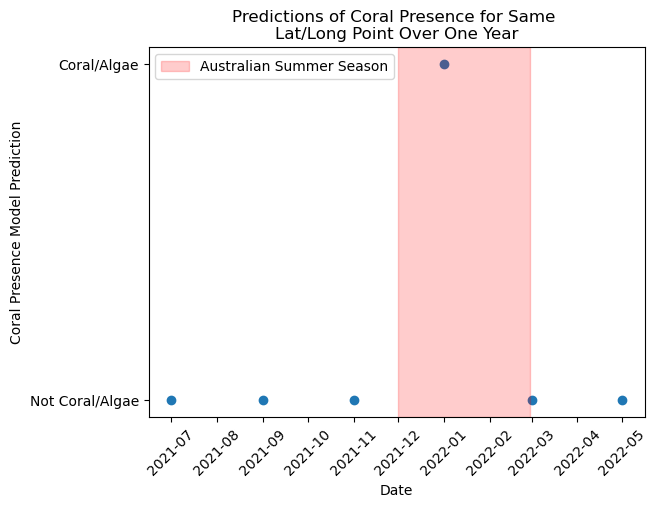 Predictions of Coral Presence for Same
Lat/Long Point Over One Year
Coral/Algae
Australian Summer Season
Coral Presence Model Prediction
Not Coral/Algae
2021-07
2021-08
2021-09
2021-10
2021-11
2021-12
2022-01
2022-02
2022-03
2022-04
2022-05
Date